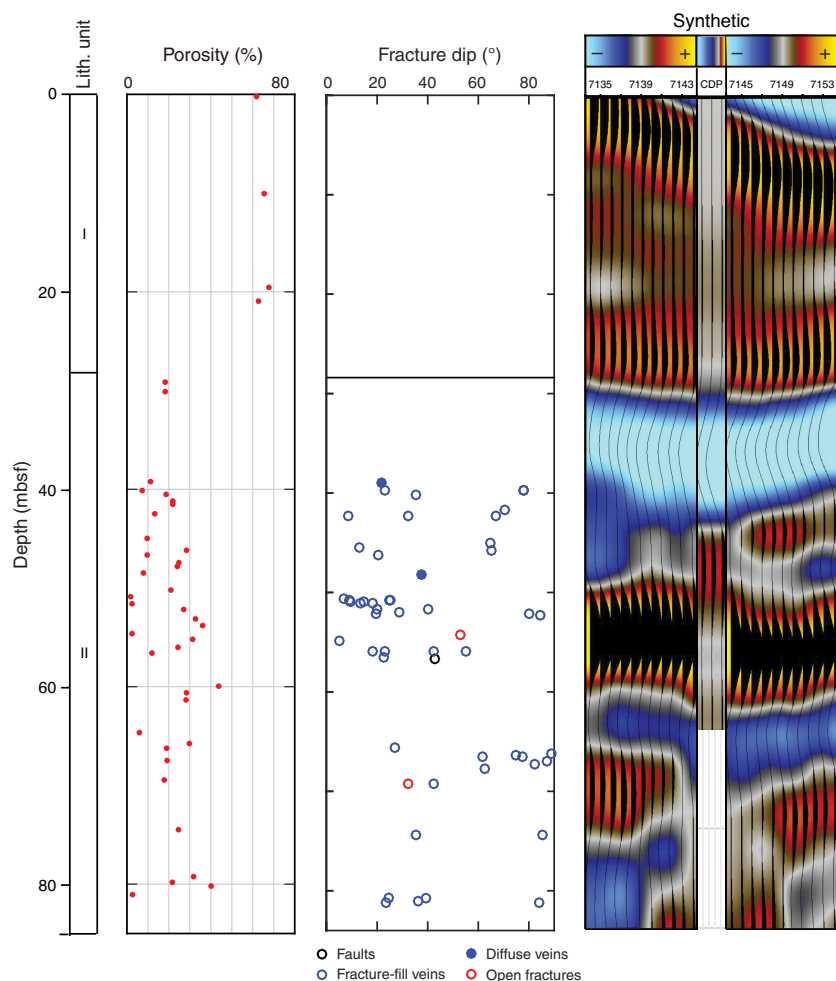 Synthetic
Lith. unit
Porosity (%)
Fracture dip (°)
− + − +
0 80
0 20 40 60 80
7135 7139 7143 CDP 7145 7149 7153
0
I
20
Depth (mbsf)
40
II
60
80
Faults Diffuse veins
Fracture-fill veins Open fractures